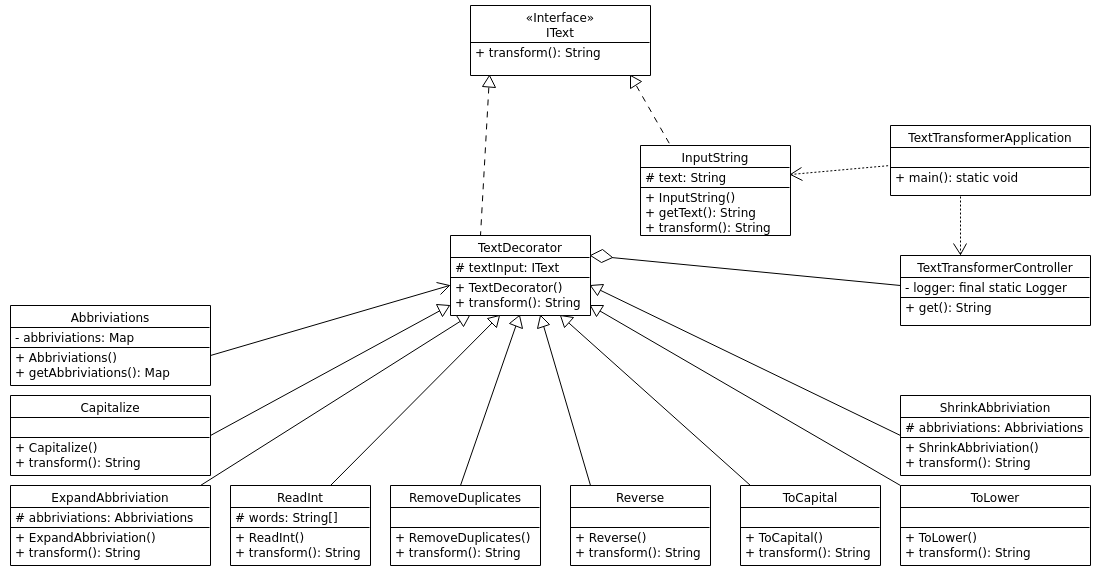 «Interface»
IText
+ transform(): String
TextTransformerApplication
+ main(): static void
InputString
# text: String
+ InputString()
+ getText(): String
+ transform(): String
TextDecorator
# textInput: IText
+ TextDecorator()
+ transform(): String
TextTransformerController
- logger: final static Logger
+ get(): String
Abbriviations
- abbriviations: Map
+ Abbriviations()
+ getAbbriviations(): Map
Capitalize
+ Capitalize()
+ transform(): String
ShrinkAbbriviation
# abbriviations: Abbriviations
+ ShrinkAbbriviation()
+ transform(): String
ExpandAbbriviation
# abbriviations: Abbriviations
+ ExpandAbbriviation()
+ transform(): String
ReadInt
# words: String[]
+ ReadInt()
+ transform(): String
RemoveDuplicates
+ RemoveDuplicates()
+ transform(): String
Reverse
+ Reverse()
+ transform(): String
ToCapital
+ ToCapital()
+ transform(): String
ToLower
+ ToLower()
+ transform(): String